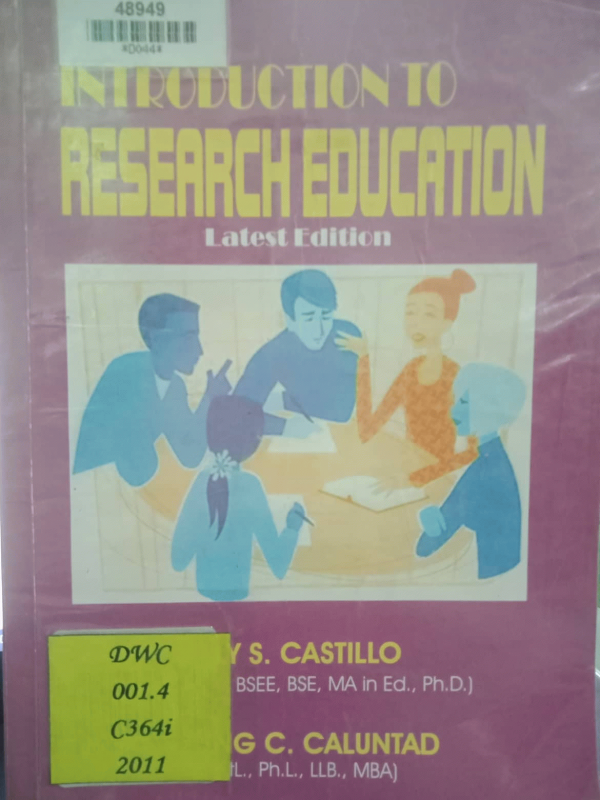 48949
*D044*
INTRODUCTION TO
RESEARCH EDUCATION
Latest Edition
Y S. CASTILLO
BSEE, BSE, MA in Ed., Ph.D.)
G C. CALUNTAD
L., Ph.L., LLB., MBA)
DWC
001.4
C364i
2011